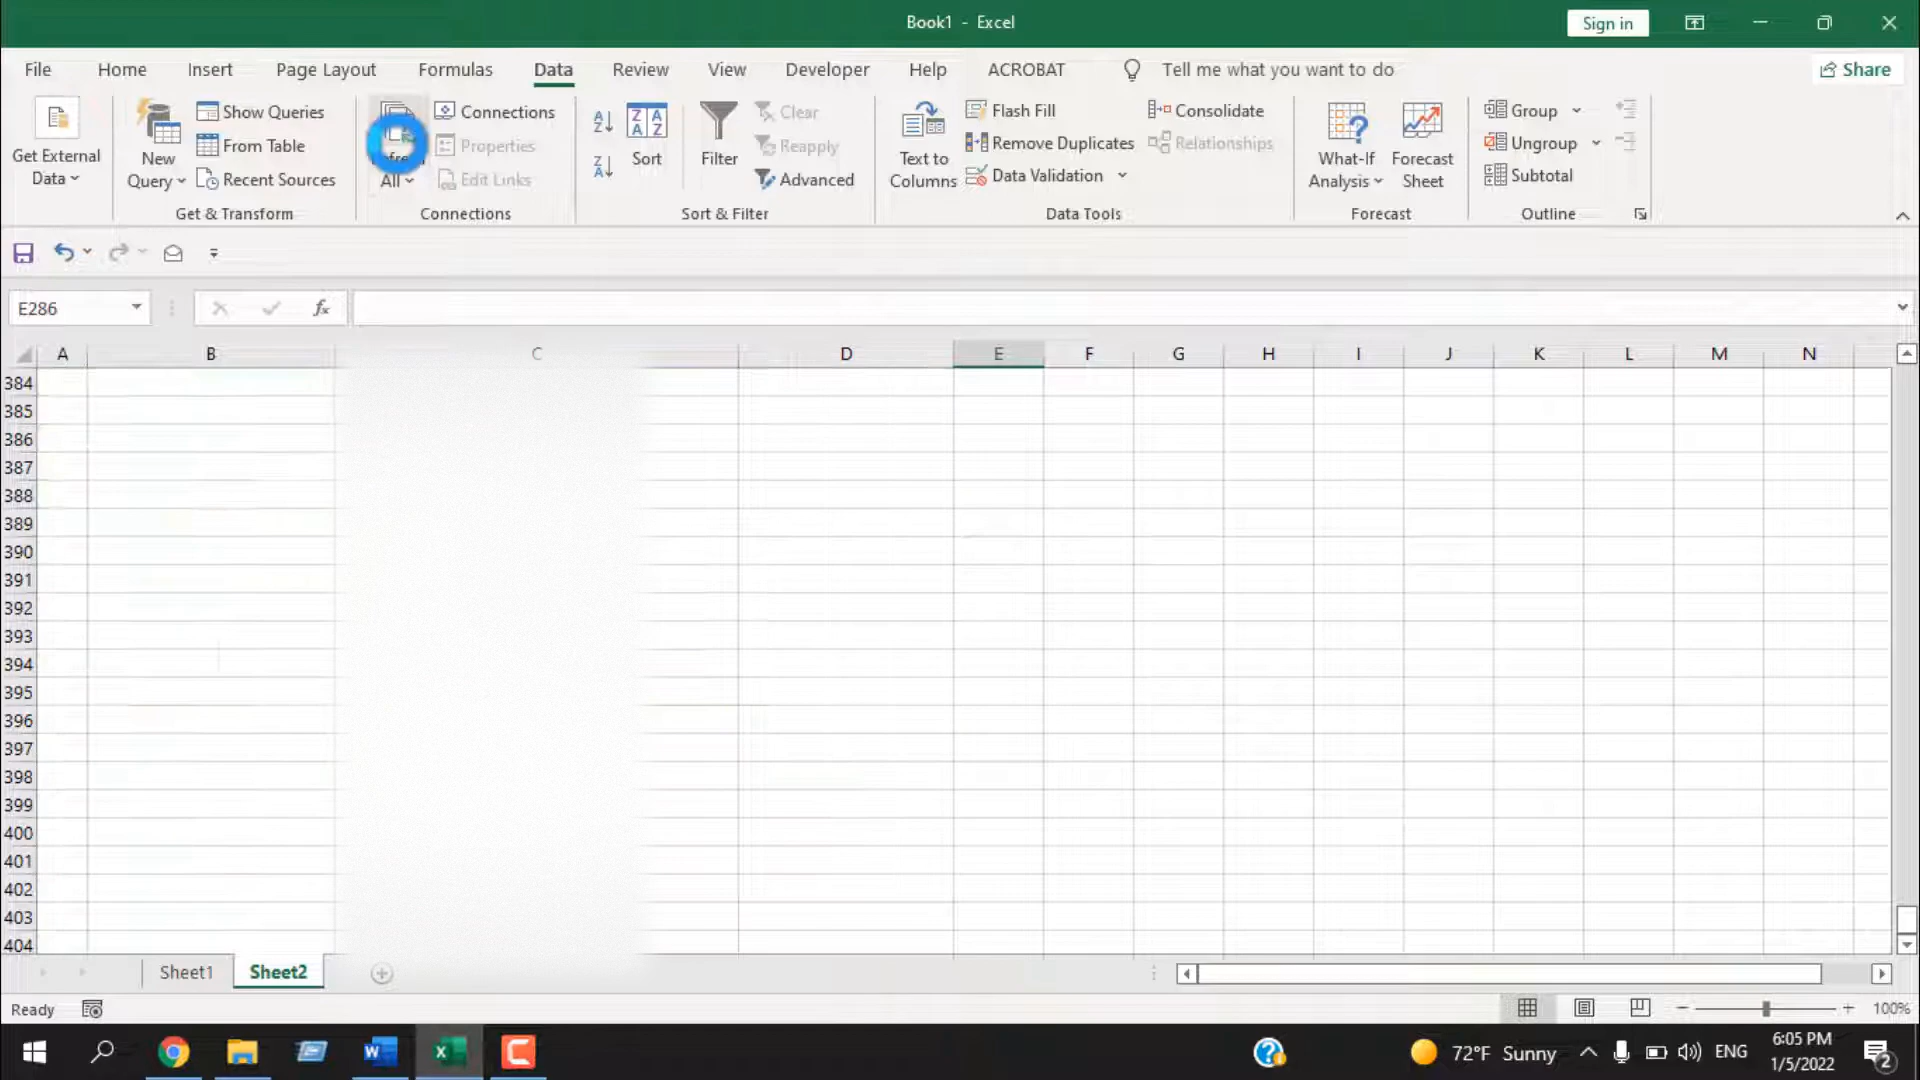 Book1 - Excel
Sign in
File Home Insert Page Layout Formulas Data Review View Developer Help ACROBAT Tell me what you want to do Share
Get External Data
New Query
Show Queries
From Table
Recent Sources
Get & Transform
All
Connections
Properties
Edit Links
Connections
Sort
Filter
Clear
Reapply
Advanced
Sort & Filter
Text to Columns
Flash Fill
Remove Duplicates
Data Validation
Consolidate
Relationships
Data Tools
What-If Analysis
Forecast Sheet
Forecast
Group
Ungroup
Subtotal
Outline
E286
fx
A B C D E F G H I J K L M N
384
385
386
387
388
389
390
391
392
393
394
395
396
397
398
399
400
401
402
403
404
Sheet1 Sheet2
Ready
100%
72°F Sunny
ENG
6:05 PM
1/5/2022
2